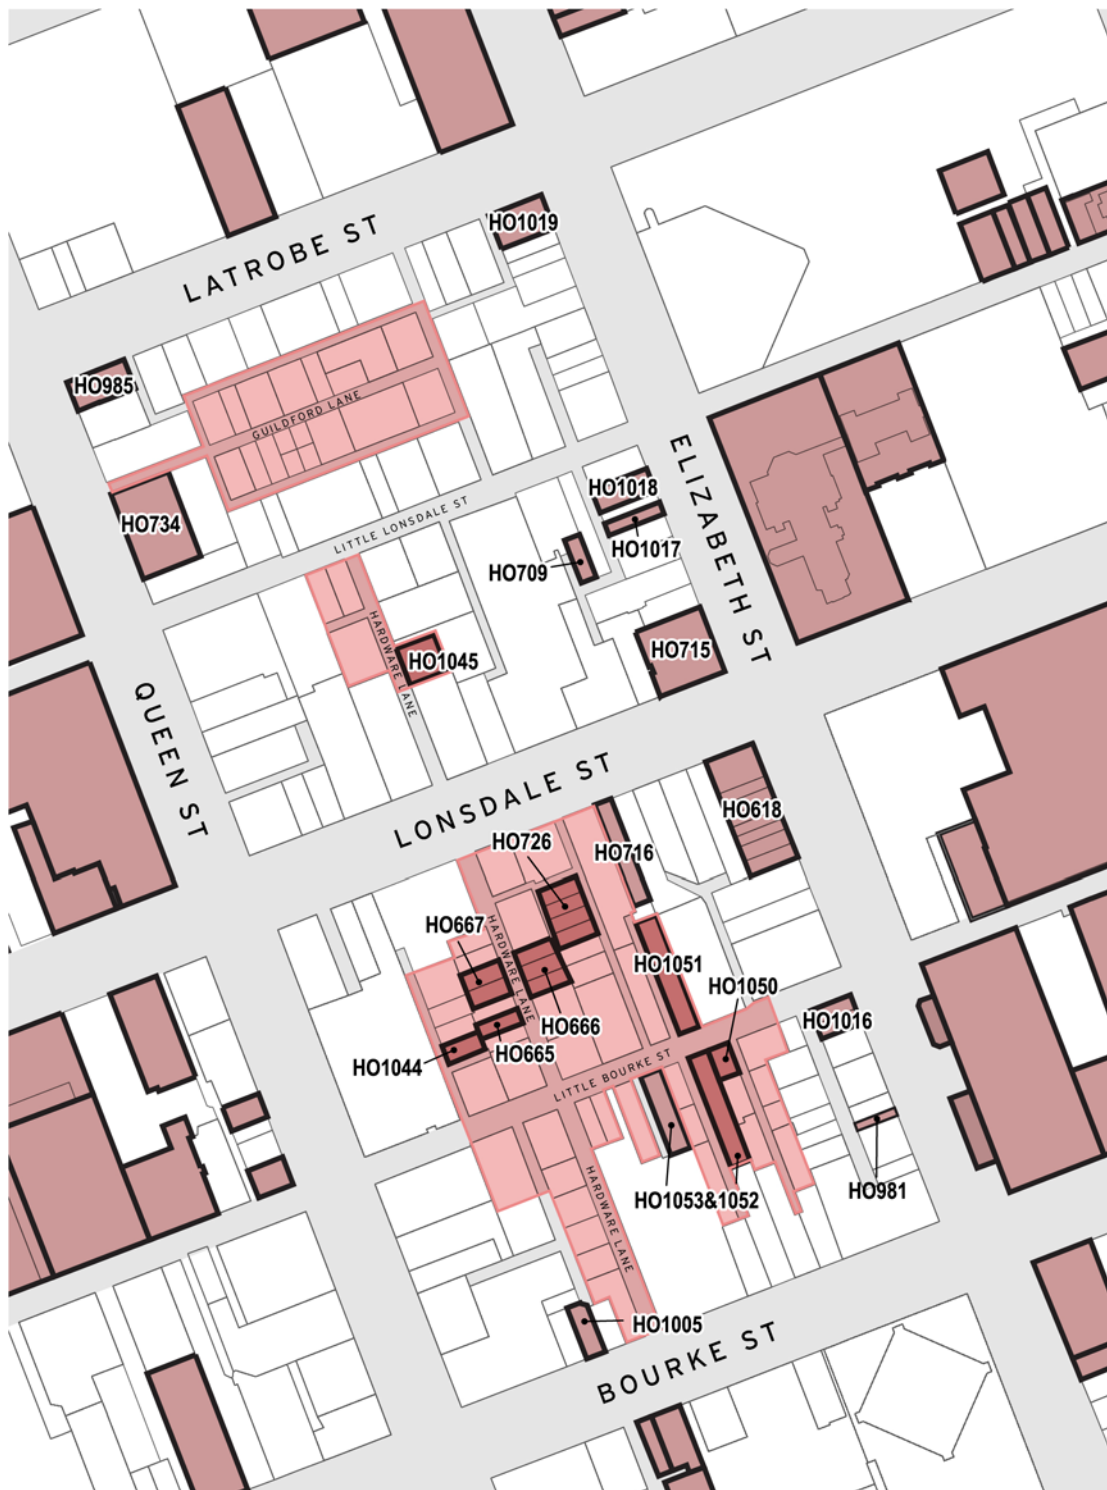 HO1019
LATROBE ST
HO985
GUILDFORD LANE
ELIZABETH ST
HO1018
HO734
LITTLE LONSDALE ST
HO1017
HO709
HARDWARE LANE
HO715
HO1045
QUEEN ST
LONSDALE ST
HO618
HO726
HO716
HO667
HARDWARE LANE
HO1051
HO1050
HO666
HO1016
HO665
HO1044
LITTLE BOURKE ST
HO981
HO1053&1052
HARDWARE LANE
HO1005
BOURKE ST